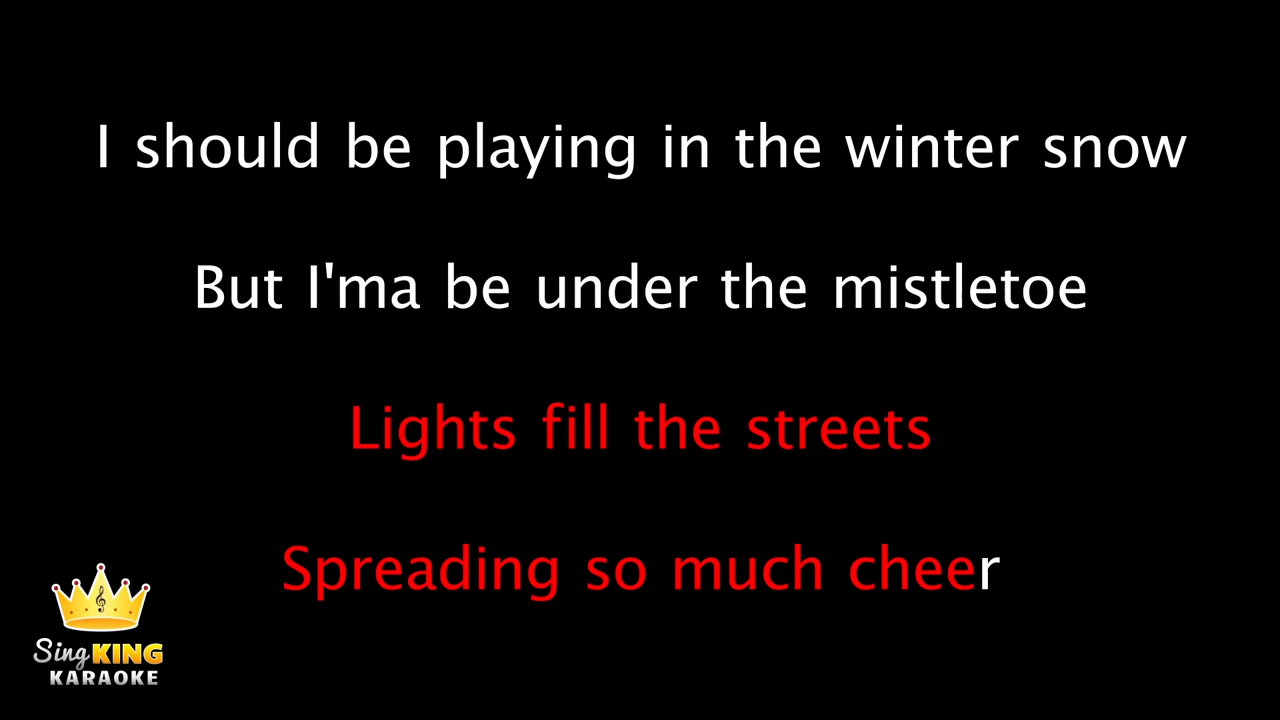 I should be playing in the winter snow
But I'ma be under the mistletoe
Lights fill the streets
Spreading so much cheer
Sing KING
KARAOKE